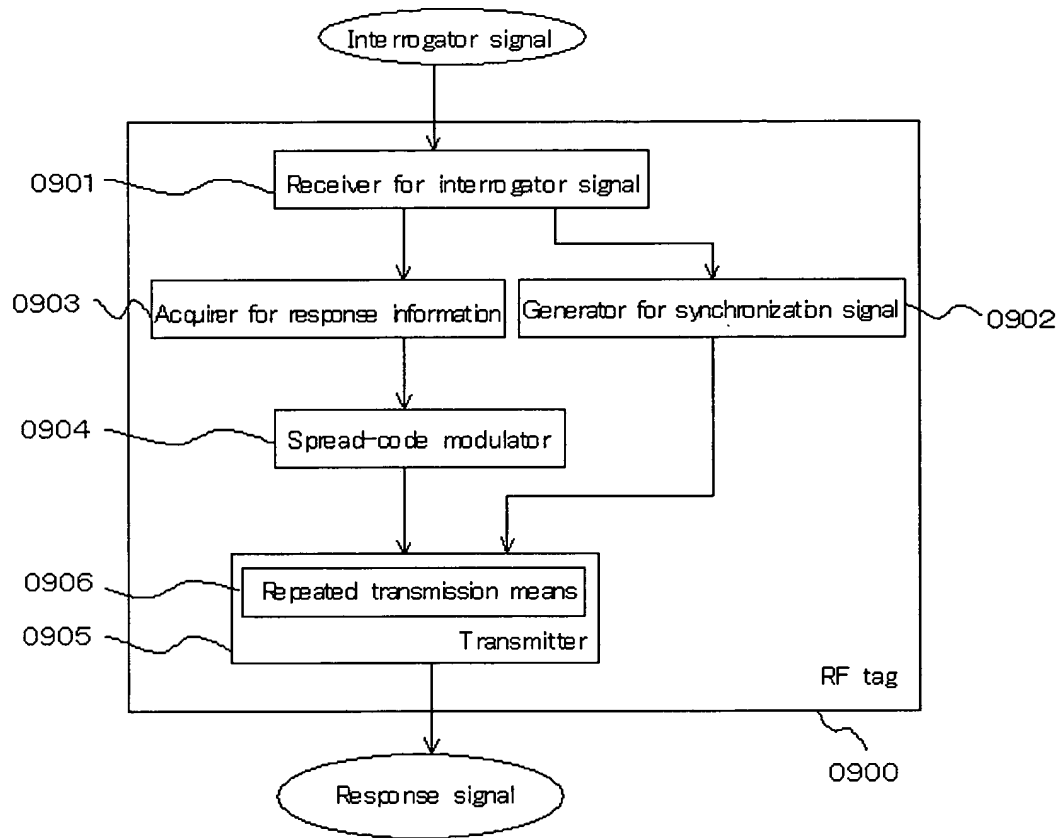 Interrogator signal
0901
Receiver for interrogator signal
0903
Acquirer for response information
Generator for synchronization signal
0902
0904
Spread-code modulator
0906
Repeated transmission means
0905
Transmitter
RF tag
0900
Response signal